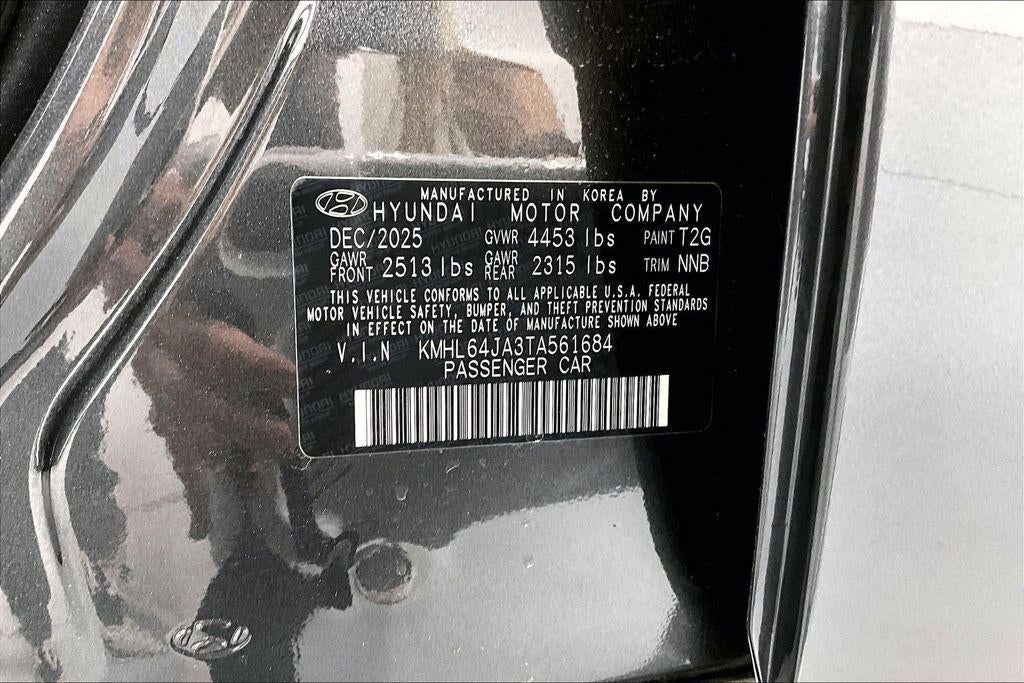 MANUFACTURED IN KOREA BY
HYUNDAI MOTOR COMPANY
DEC/2025 GVWR 4453 lbs PAINT T2G
GAWR FRONT 2513 lbs GAWR REAR 2315 lbs TRIM NNB
THIS VEHICLE CONFORMS TO ALL APPLICABLE U.S.A. FEDERAL
MOTOR VEHICLE SAFETY, BUMPER, AND THEFT PREVENTION STANDARDS
IN EFFECT ON THE DATE OF MANUFACTURE SHOWN ABOVE
V.I.N KMHL64JA3TA561684
PASSENGER CAR